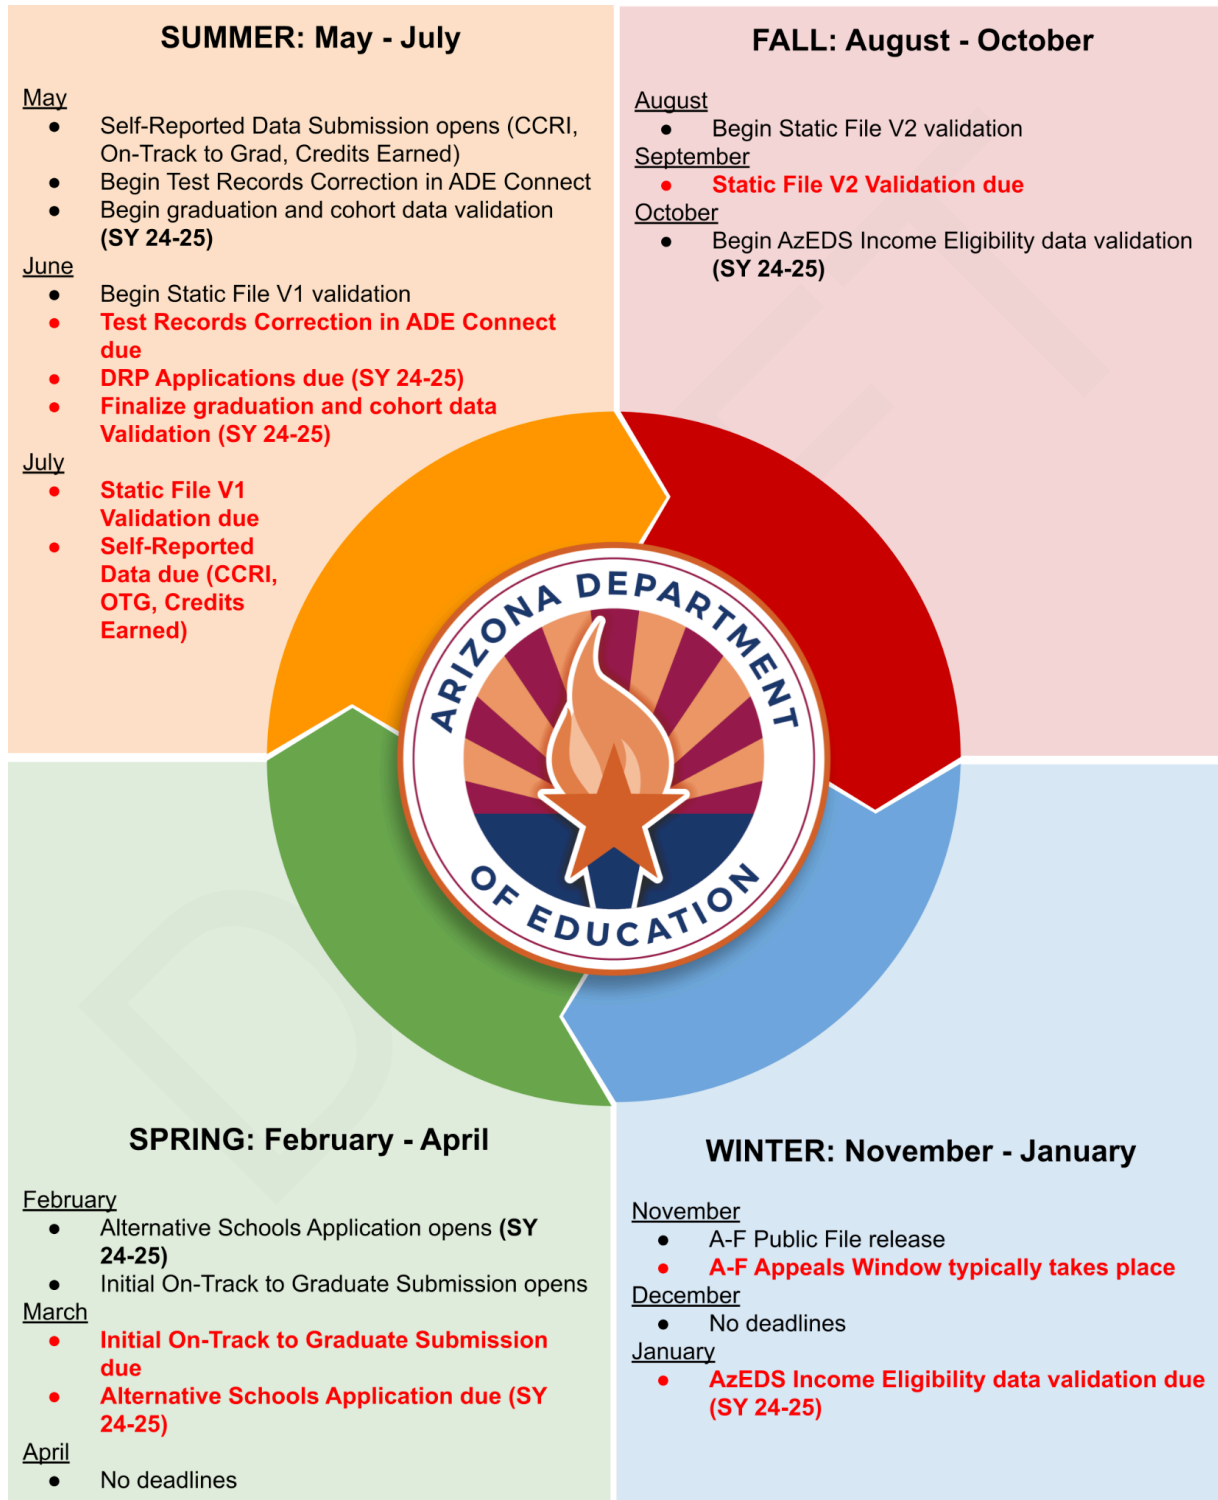 SUMMER: May - July
May
● Self-Reported Data Submission opens (CCRI,
On-Track to Grad, Credits Earned)
● Begin Test Records Correction in ADE Connect
● Begin graduation and cohort data validation
(SY 24-25)
June
● Begin Static File V1 validation
● Test Records Correction in ADE Connect
due
● DRP Applications due (SY 24-25)
● Finalize graduation and cohort data
Validation (SY 24-25)
July
● Static File V1
Validation due
● Self-Reported
Data due (CCRI,
OTG, Credits
Earned)
FALL: August - October
August
● Begin Static File V2 validation
September
● Static File V2 Validation due
October
● Begin AzEDS Income Eligibility data validation
(SY 24-25)
ARIZONA DEPARTMENT
OF EDUCATION
SPRING: February - April
February
● Alternative Schools Application opens (SY
24-25)
● Initial On-Track to Graduate Submission opens
March
● Initial On-Track to Graduate Submission
due
● Alternative Schools Application due (SY
24-25)
April
● No deadlines
WINTER: November - January
November
● A-F Public File release
● A-F Appeals Window typically takes place
December
● No deadlines
January
● AzEDS Income Eligibility data validation due
(SY 24-25)